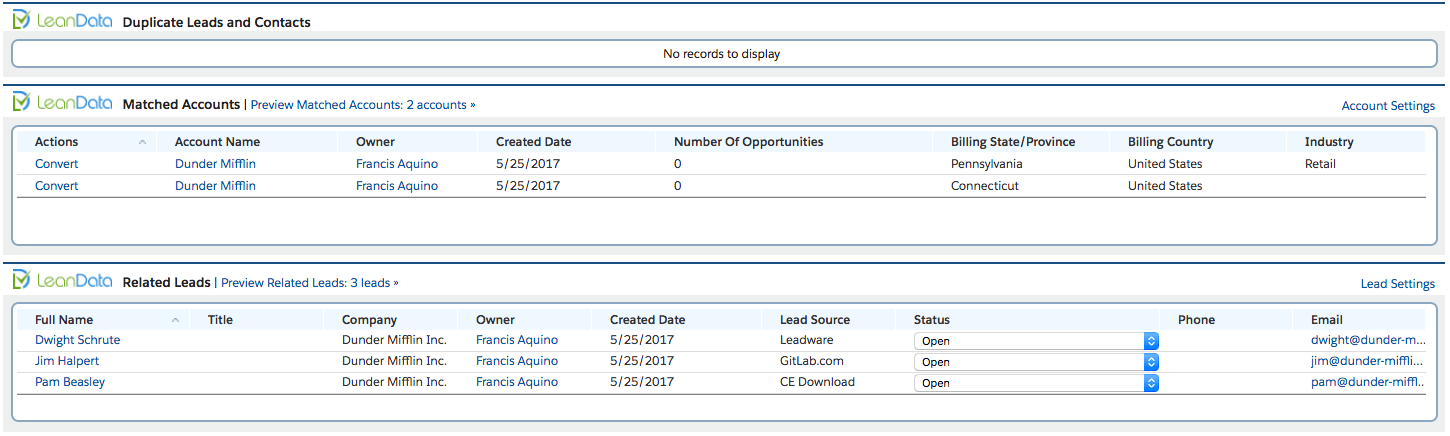 LeanData Duplicate Leads and Contacts
No records to display
LeanData Matched Accounts | Preview Matched Accounts: 2 accounts »
Account Settings
Actions Account Name Owner Created Date Number Of Opportunities Billing State/Province Billing Country Industry
Convert Dunder Mifflin Francis Aquino 5/25/2017 0 Pennsylvania United States Retail
Convert Dunder Mifflin Francis Aquino 5/25/2017 0 Connecticut United States
LeanData Related Leads | Preview Related Leads: 3 leads »
Lead Settings
Full Name Title Company Owner Created Date Lead Source Status Phone Email
Dwight Schrute Dunder Mifflin Inc. Francis Aquino 5/25/2017 Leadware Open dwight@dunder-m...
Jim Halpert Dunder Mifflin Inc. Francis Aquino 5/25/2017 GitLab.com Open jim@dunder-miffli...
Pam Beasley Dunder Mifflin Inc. Francis Aquino 5/25/2017 CE Download Open pam@dunder-miffl...